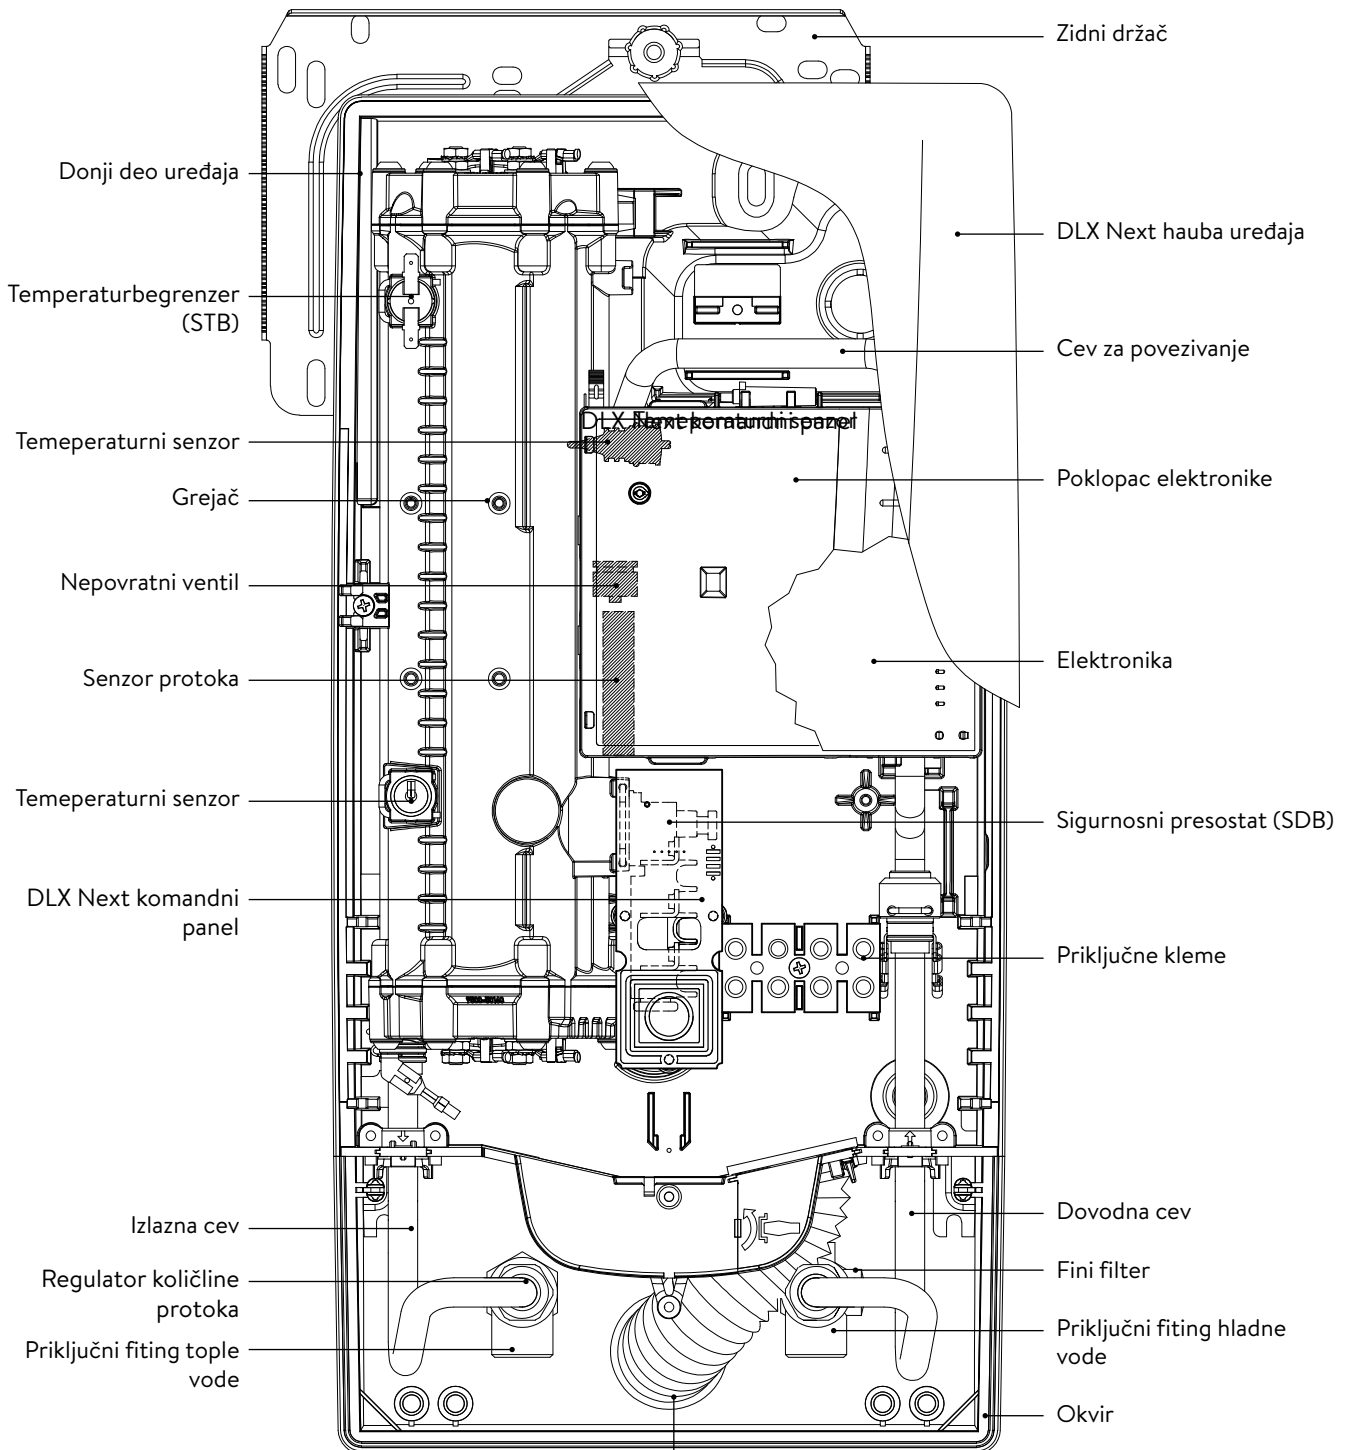 Zidni držač
Donji deo uređaja
DLX Next hauba uređaja
Temperaturbegrenzer
(STB)
Cev za povezivanje
Temeperaturni senzor
Poklopac elektronike
Grejač
Nepovratni ventil
Elektronika
Senzor protoka
Temeperaturni senzor
Sigurnosni presostat (SDB)
DLX Next komandni
panel
Priključne kleme
Izlazna cev
Dovodna cev
Regulator količline
protoka
Fini filter
Priključni fiting tople
vode
Priključni fiting hladne
vode
Okvir